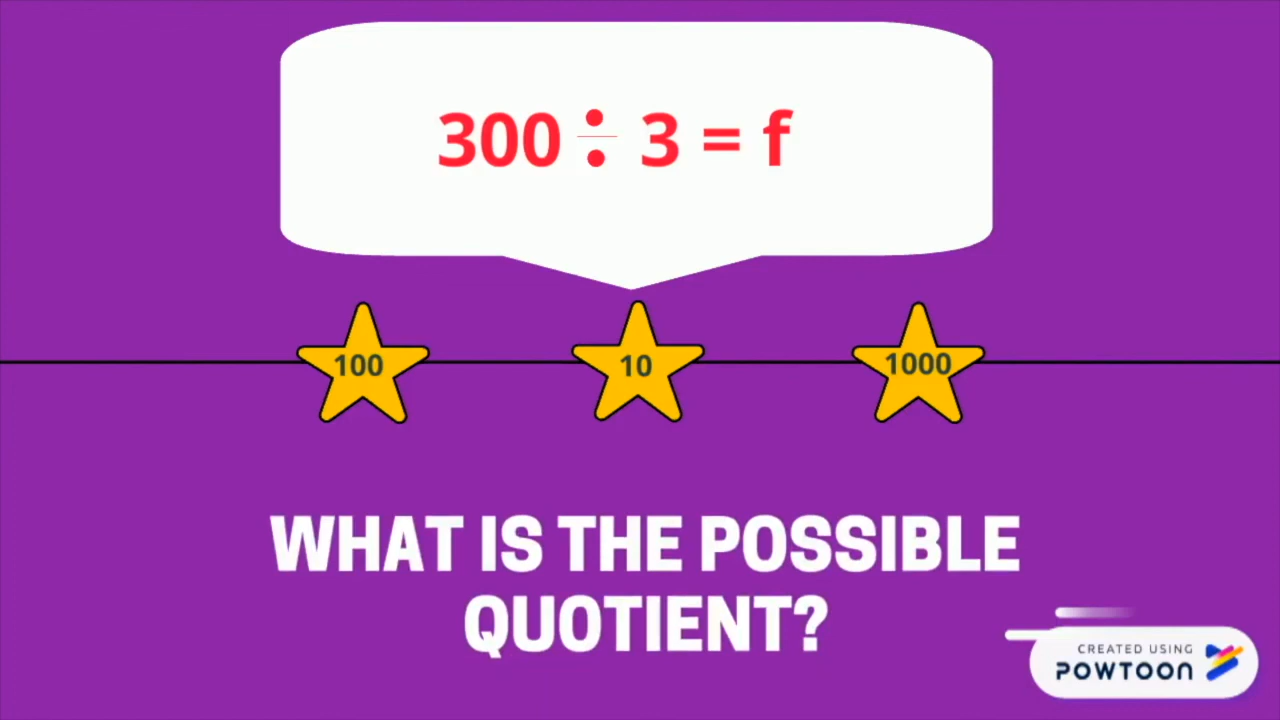 300 ÷ 3 = f
100 10 1000
WHAT IS THE POSSIBLE
QUOTIENT?
CREATED USING
POWTOON